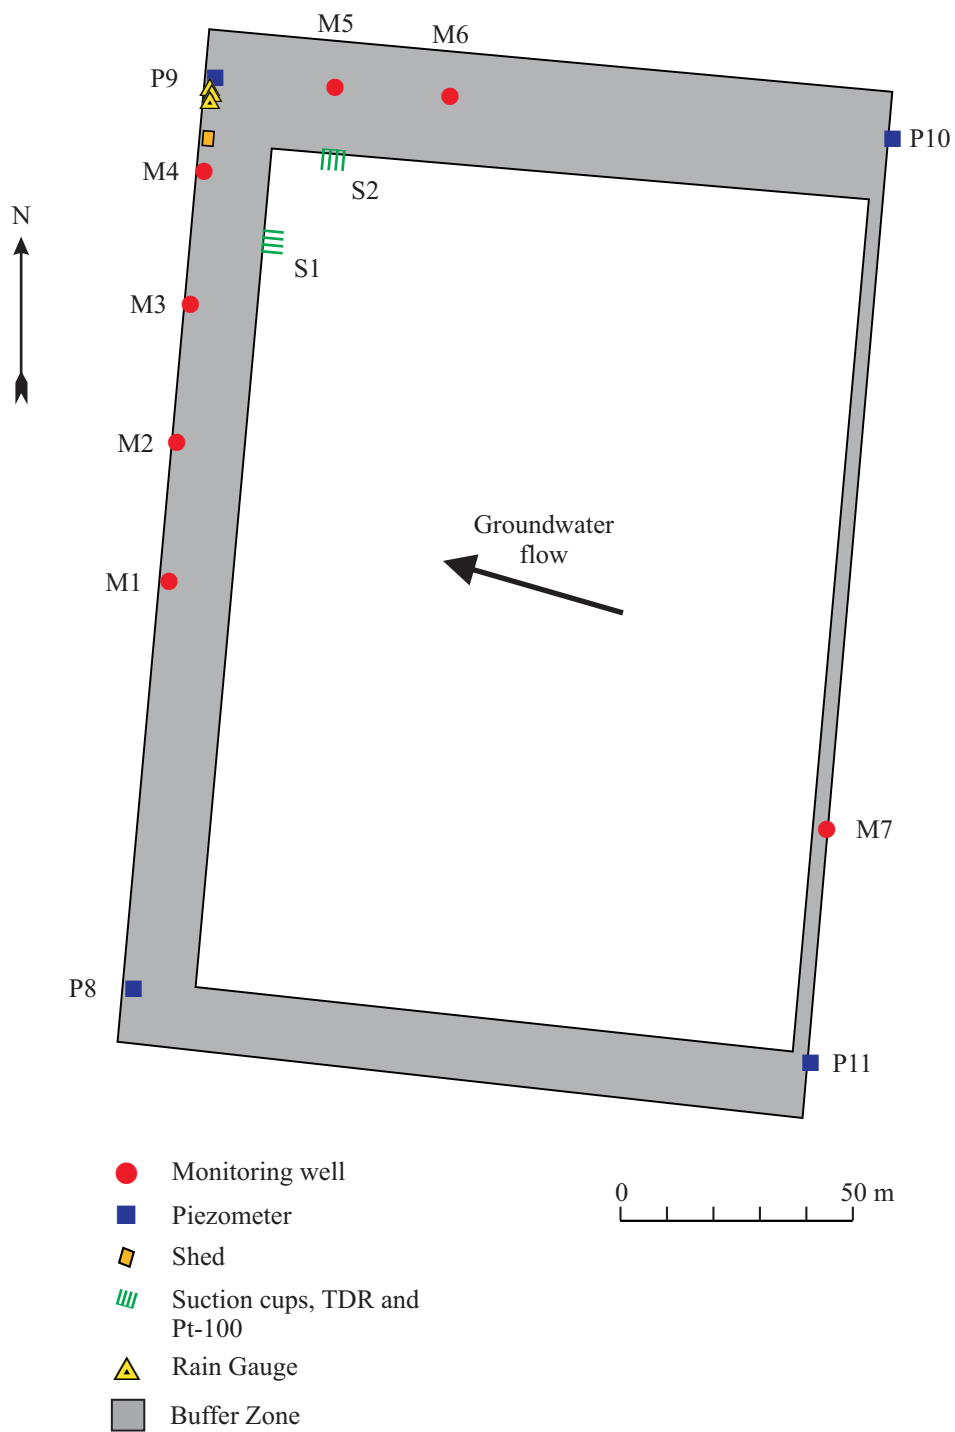 M5
M6
P9
P10
M4
S2
N
S1
M3
M2
Groundwater
flow
M1
M7
P8
P11
Monitoring well
0
50 m
Piezometer
Shed
Suction cups, TDR and
Pt-100
Rain Gauge
Buffer Zone